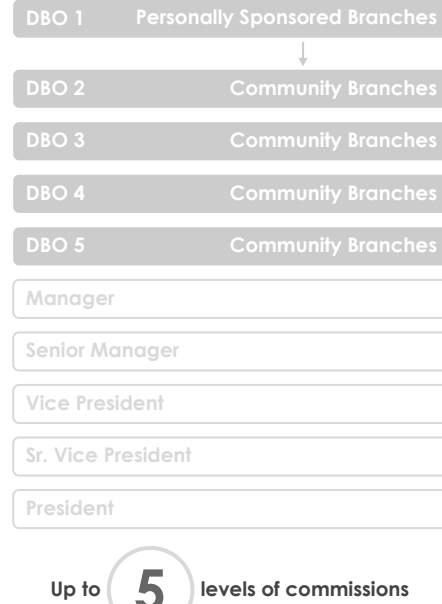 DBO 1 Personally Sponsored Branches
DBO 2 Community Branches
DBO 3 Community Branches
DBO 4 Community Branches
DBO 5 Community Branches
Manager
Senior Manager
Vice President
Sr. Vice President
President
Up to 5 levels of commissions